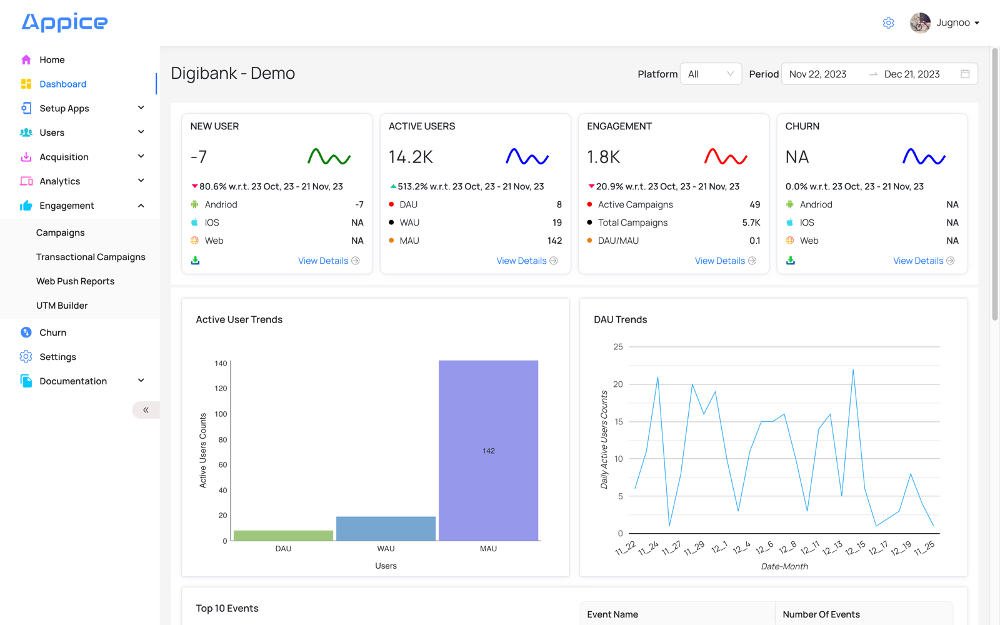 Appice
Jugnoo
Home
Dashboard
Setup Apps
Users
Acquisition
Analytics
Engagement
Campaigns
Transactional Campaigns
Web Push Reports
UTM Builder
Churn
Settings
Documentation
Digibank - Demo
Platform All Period Nov 22, 2023 → Dec 21, 2023
NEW USER
-7
80.6% w.r.t. 23 Oct, 23 - 21 Nov, 23
Andriod -7
IOS NA
Web NA
View Details
ACTIVE USERS
14.2K
513.2% w.r.t. 23 Oct, 23 - 21 Nov, 23
DAU 8
WAU 19
MAU 142
View Details
ENGAGEMENT
1.8K
20.9% w.r.t. 23 Oct, 23 - 21 Nov, 23
Active Campaigns 49
Total Campaigns 5.7K
DAU/MAU 0.1
View Details
CHURN
NA
0.0% w.r.t. 23 Oct, 23 - 21 Nov, 23
Andriod NA
IOS NA
Web NA
View Details
Active User Trends
140
120
100
80
60
40
20
0
Active Users Counts
142
DAU WAU MAU
Users
DAU Trends
25
20
15
10
5
0
Daily Active Users Counts
11_22 11_24 11_27 11_29 12_1 12_4 12_6 12_8 12_11 12_13 12_15 12_17 12_19 11_25
Date-Month
Top 10 Events
Event Name Number Of Events